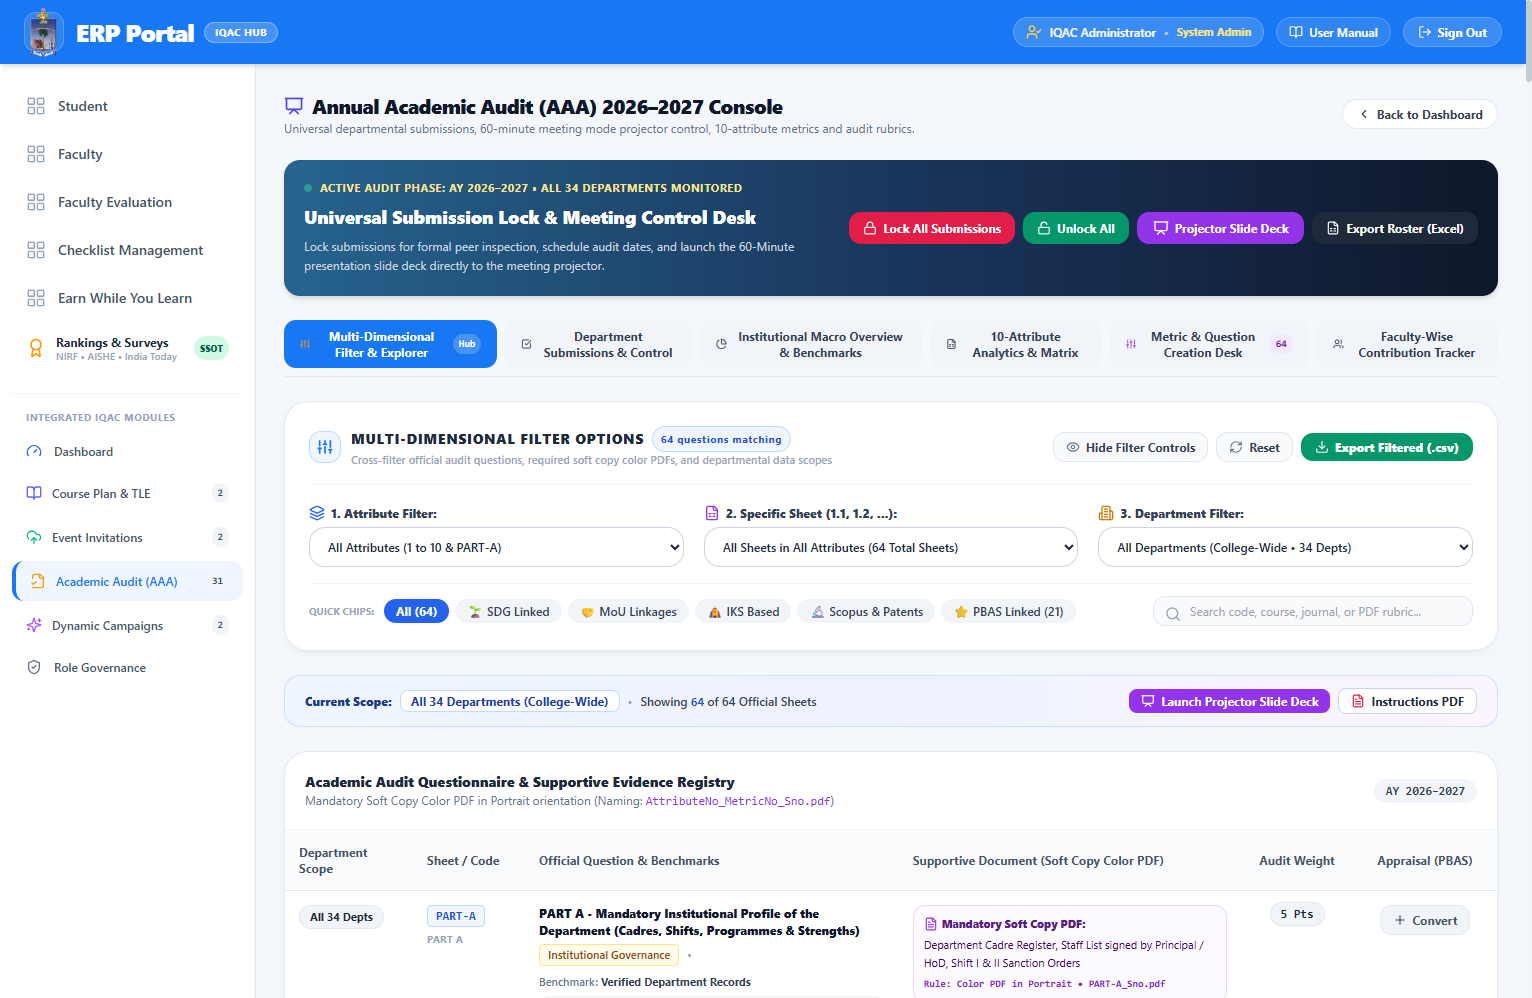 ERP Portal
IQAC HUB
IQAC Administrator • System Admin
User Manual
Sign Out
Student
Faculty
Faculty Evaluation
Checklist Management
Earn While You Learn
Rankings & Surveys
NIRF • AISHE • India Today
SSOT
INTEGRATED IQAC MODULES
Dashboard
Course Plan & TLE
2
Event Invitations
2
Academic Audit (AAA)
31
Dynamic Campaigns
2
Role Governance
Annual Academic Audit (AAA) 2026–2027 Console
Universal departmental submissions, 60-minute meeting mode projector control, 10-attribute metrics and audit rubrics.
Back to Dashboard
ACTIVE AUDIT PHASE: AY 2026–2027 • ALL 34 DEPARTMENTS MONITORED
Universal Submission Lock & Meeting Control Desk
Lock submissions for formal peer inspection, schedule audit dates, and launch the 60-Minute
presentation slide deck directly to the meeting projector.
Lock All Submissions
Unlock All
Projector Slide Deck
Export Roster (Excel)
Multi-Dimensional
Filter & Explorer
Hub
Department
Submissions & Control
Institutional Macro Overview
& Benchmarks
10-Attribute
Analytics & Matrix
Metric & Question
Creation Desk
64
Faculty-Wise
Contribution Tracker
MULTI-DIMENSIONAL FILTER OPTIONS
64 questions matching
Cross-filter official audit questions, required soft copy color PDFs, and departmental data scopes
Hide Filter Controls
Reset
Export Filtered (.csv)
1. Attribute Filter:
All Attributes (1 to 10 & PART-A)
2. Specific Sheet (1.1, 1.2, ...):
All Sheets in All Attributes (64 Total Sheets)
3. Department Filter:
All Departments (College-Wide • 34 Depts)
QUICK CHIPS:
All (64)
SDG Linked
MoU Linkages
IKS Based
Scopus & Patents
PBAS Linked (21)
Search code, course, journal, or PDF rubric...
Current Scope:
All 34 Departments (College-Wide)
• Showing 64 of 64 Official Sheets
Launch Projector Slide Deck
Instructions PDF
Academic Audit Questionnaire & Supportive Evidence Registry
Mandatory Soft Copy Color PDF in Portrait orientation (Naming: AttributeNo_MetricNo_Sno.pdf)
AY 2026-2027
Department
Scope
Sheet / Code
Official Question & Benchmarks
Supportive Document (Soft Copy Color PDF)
Audit Weight
Appraisal (PBAS)
All 34 Depts
PART-A
PART A
PART A - Mandatory Institutional Profile of the
Department (Cadres, Shifts, Programmes & Strengths)
Institutional Governance •
Benchmark: Verified Department Records
Mandatory Soft Copy PDF:
Department Cadre Register, Staff List signed by Principal /
HoD, Shift I & II Sanction Orders
Rule: Color PDF in Portrait • PART-A_Sno.pdf
5 Pts
Convert